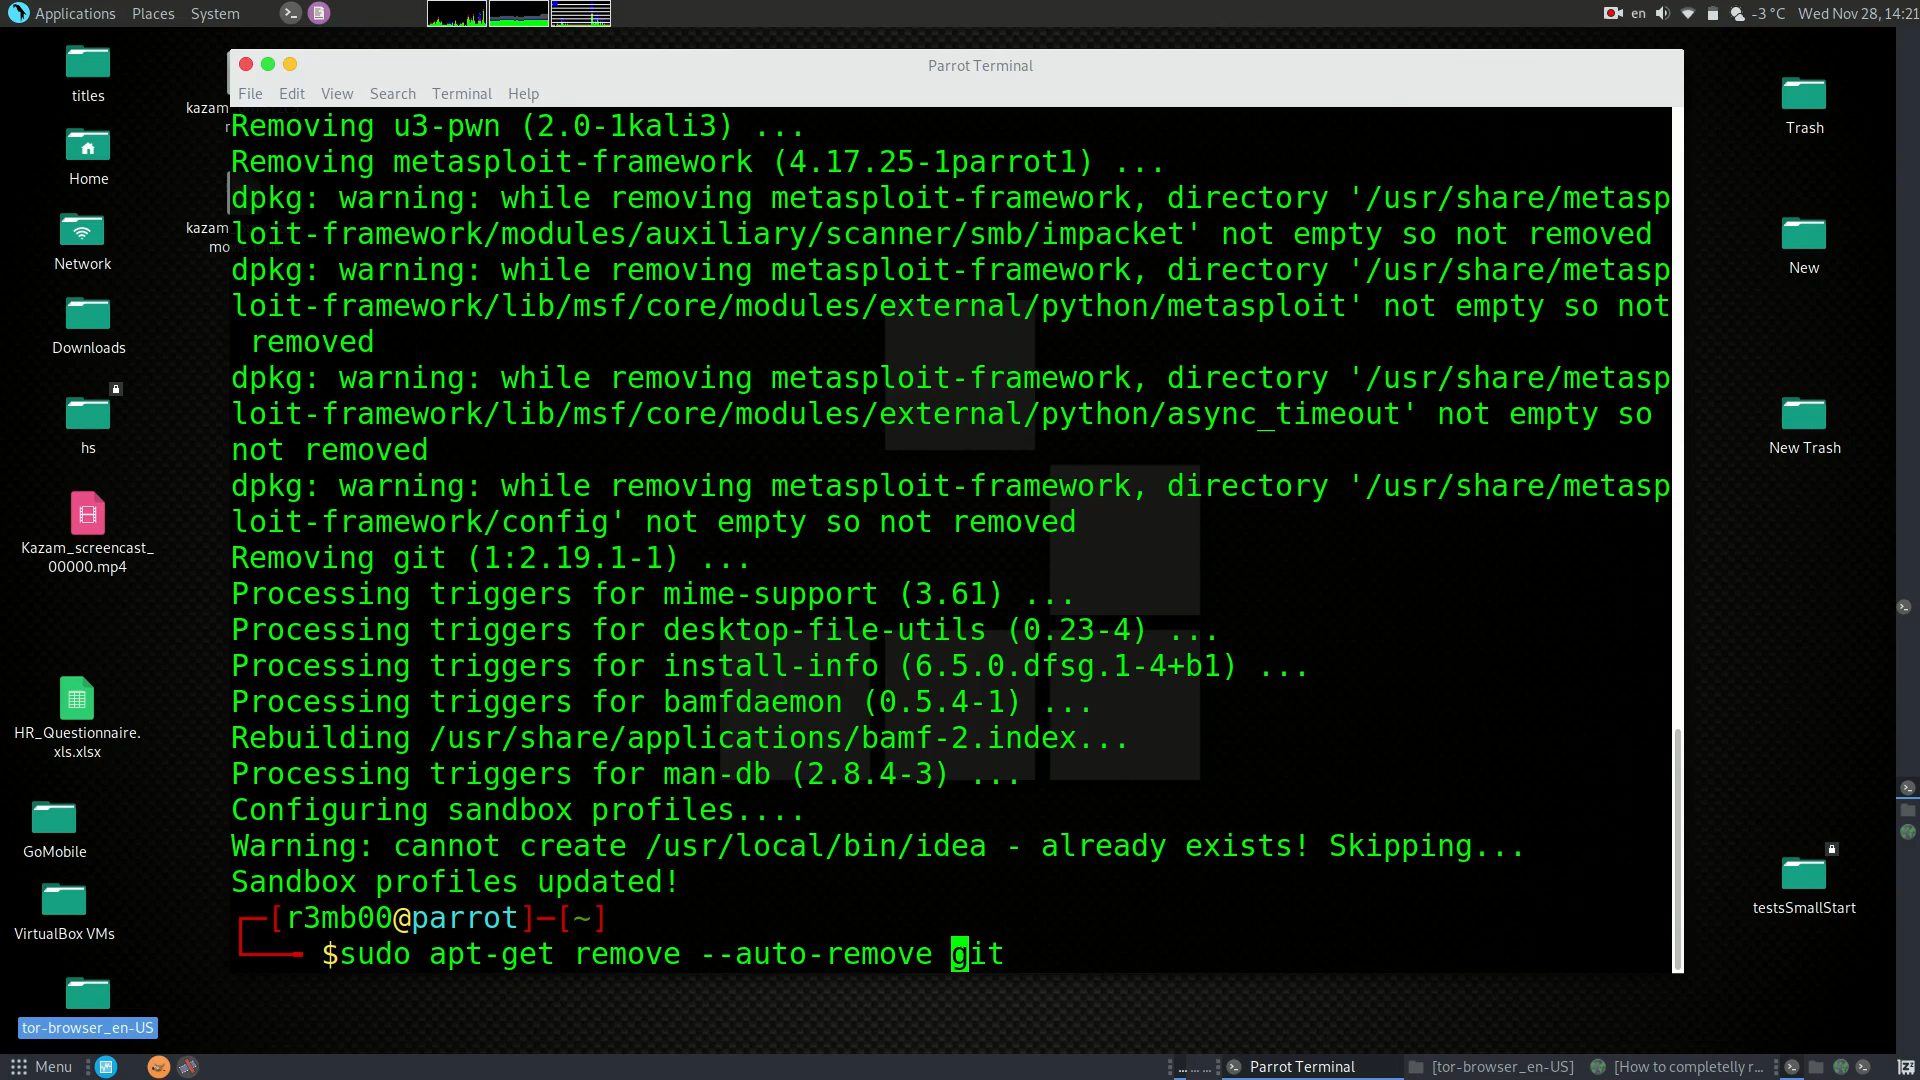 Applications Places System en -3 °C Wed Nov 28, 14:21
Parrot Terminal
File Edit View Search Terminal Help
Removing u3-pwn (2.0-1kali3) ...
Removing metasploit-framework (4.17.25-1parrot1) ...
dpkg: warning: while removing metasploit-framework, directory '/usr/share/metasp
loit-framework/modules/auxiliary/scanner/smb/impacket' not empty so not removed
dpkg: warning: while removing metasploit-framework, directory '/usr/share/metasp
loit-framework/lib/msf/core/modules/external/python/metasploit' not empty so not
removed
dpkg: warning: while removing metasploit-framework, directory '/usr/share/metasp
loit-framework/lib/msf/core/modules/external/python/async_timeout' not empty so
not removed
dpkg: warning: while removing metasploit-framework, directory '/usr/share/metasp
loit-framework/config' not empty so not removed
Removing git (1:2.19.1-1) ...
Processing triggers for mime-support (3.61) ...
Processing triggers for desktop-file-utils (0.23-4) ...
Processing triggers for install-info (6.5.0.dfsg.1-4+b1) ...
Processing triggers for bamfdaemon (0.5.4-1) ...
Rebuilding /usr/share/applications/bamf-2.index...
Processing triggers for man-db (2.8.4-3) ...
Configuring sandbox profiles....
Warning: cannot create /usr/local/bin/idea - already exists! Skipping...
Sandbox profiles updated!
[r3mb00@parrot]─[~]
$sudo apt-get remove --auto-remove git
titles
Home
Network
Downloads
hs
Kazam_screencast_
00000.mp4
HR_Questionnaire.
xls.xlsx
GoMobile
VirtualBox VMs
tor-browser_en-US
kazam
kazam
mo
Trash
New
New Trash
testsSmallStart
Menu ... ... ... Parrot Terminal [tor-browser_en-US] [How to completelly r...